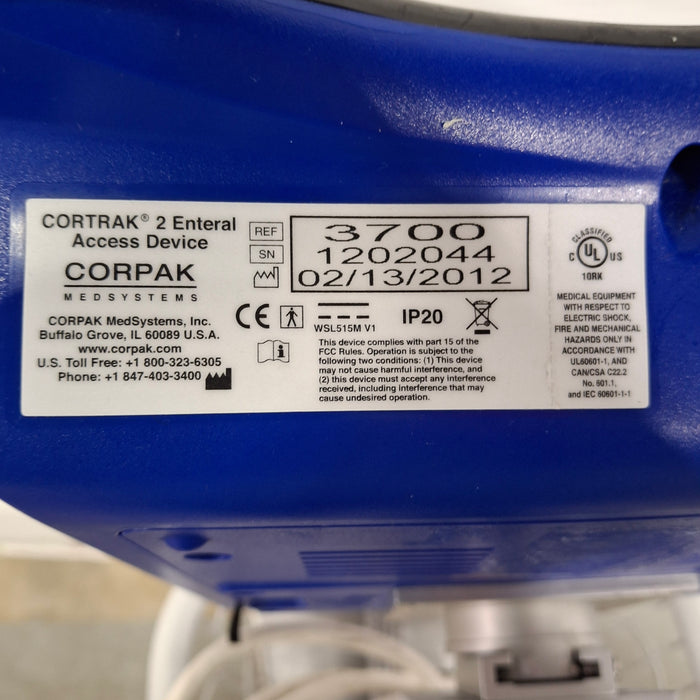 CORTRAK® 2 Enteral
Access Device
CORPAK
MEDSYSTEMS
CORPAK MedSystems, Inc.
Buffalo Grove, IL 60089 U.S.A.
www.corpak.com
U.S. Toll Free: +1 800-323-6305
Phone: +1 847-403-3400
REF 3700
SN 1202044
02/13/2012
CE
WSL515M V1
IP20
This device complies with part 15 of the
FCC Rules. Operation is subject to the
following two conditions: (1) This device
may not cause harmful interference, and
(2) this device must accept any interference
received, including interference that may
cause undesired operation.
CLASSIFIED
C UL US
10RK
MEDICAL EQUIPMENT
WITH RESPECT TO
ELECTRIC SHOCK,
FIRE AND MECHANICAL
HAZARDS ONLY IN
ACCORDANCE WITH
UL60601-1, AND
CAN/CSA C22.2
No. 601.1,
and IEC 60601-1-1